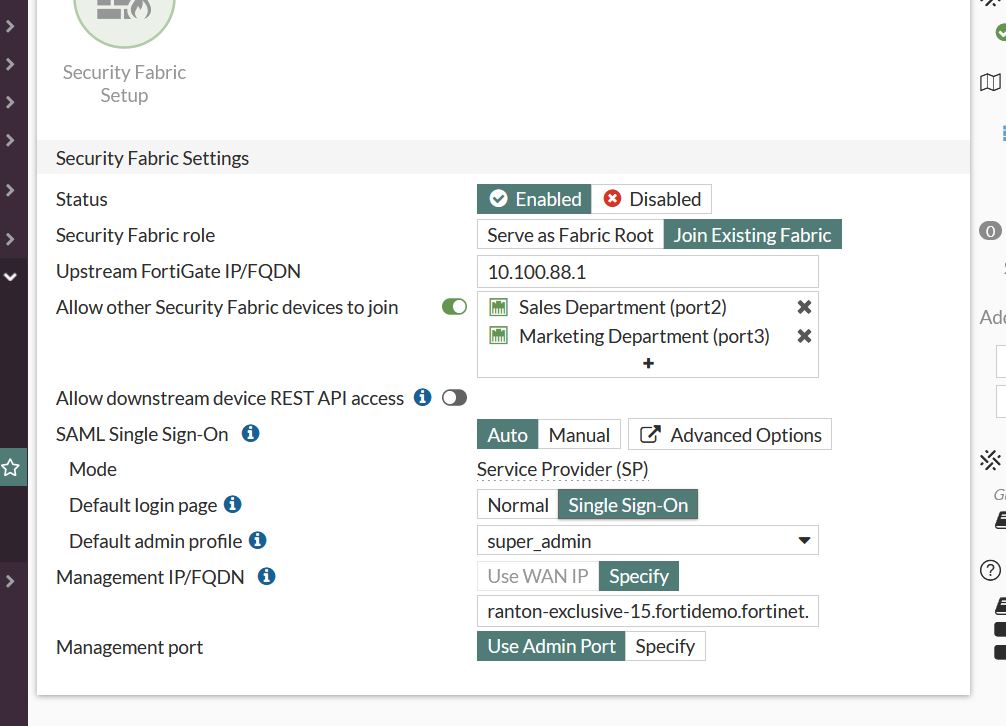 Security Fabric
Setup
Security Fabric Settings
Status Enabled Disabled
Security Fabric role Serve as Fabric Root Join Existing Fabric
Upstream FortiGate IP/FQDN 10.100.88.1
Allow other Security Fabric devices to join Sales Department (port2)
Marketing Department (port3)
+
Allow downstream device REST API access
SAML Single Sign-On Auto Manual Advanced Options
Mode Service Provider (SP)
Default login page Normal Single Sign-On
Default admin profile super_admin
Management IP/FQDN Use WAN IP Specify
ranton-exclusive-15.fortidemo.fortinet.
Management port Use Admin Port Specify
0